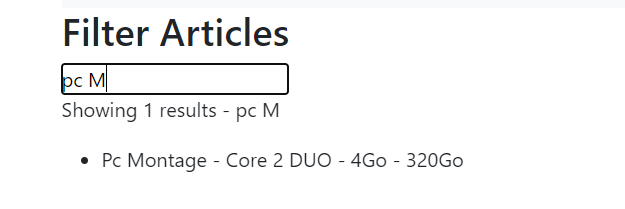 Filter Articles
pc M
Showing 1 results - pc M
Pc Montage - Core 2 DUO - 4Go - 320Go